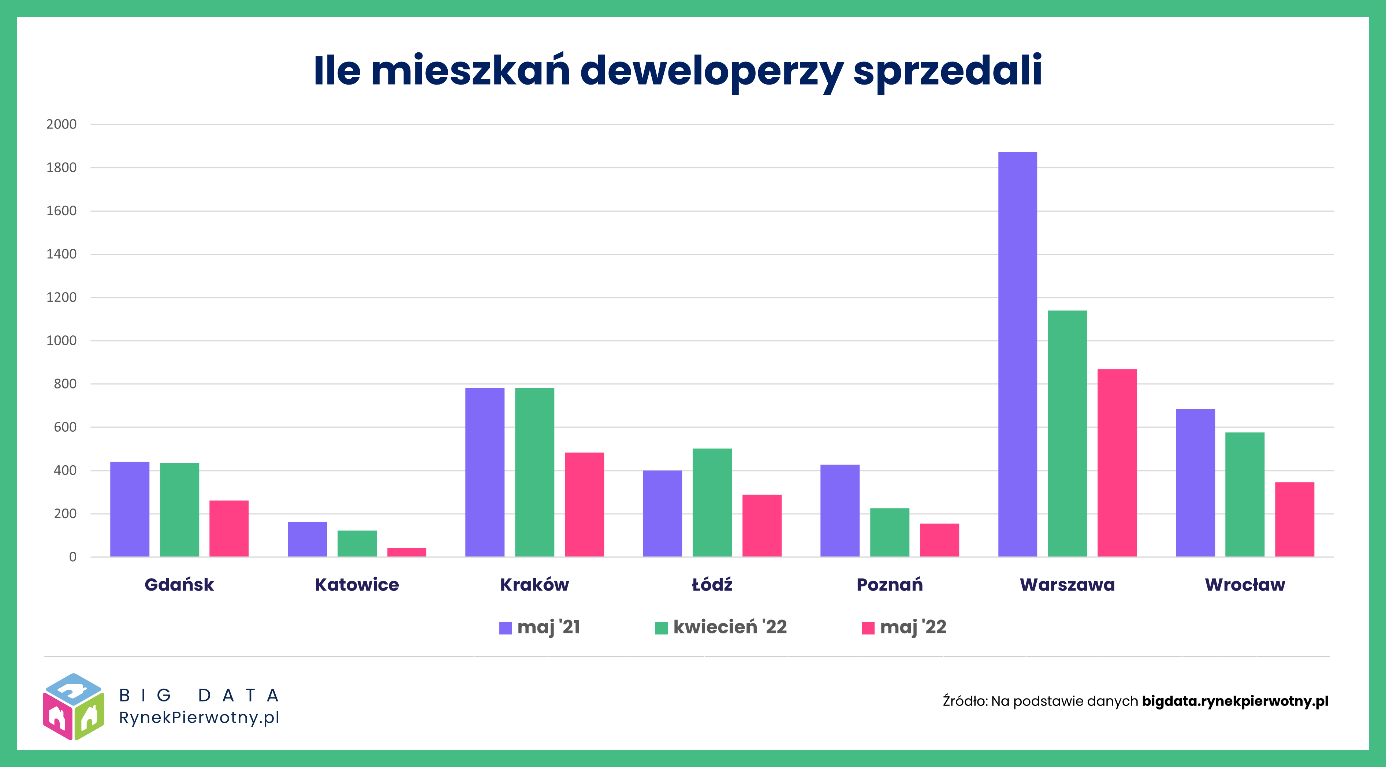 Ile mieszkań deweloperzy sprzedali
2000
1800
1600
1400
1200
1000
800
600
400
200
0
Gdańsk Katowice Kraków Łódź Poznań Warszawa Wrocław
maj '21 kwiecień '22 maj '22
BIG DATA
RynekPierwotny.pl
Źródło: Na podstawie danych bigdata.rynekpierwotny.pl